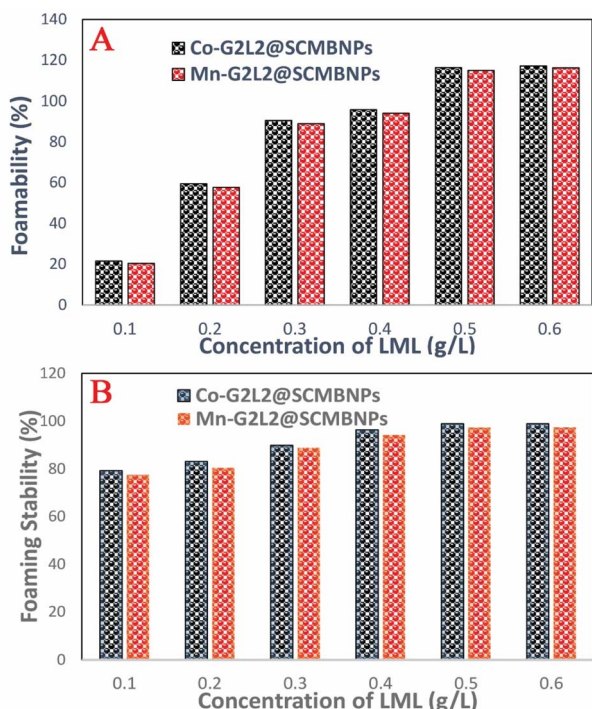 A
Co-G2L2@SCMBNPs
Mn-G2L2@SCMBNPs
Foamability (%)
140
120
100
80
60
40
20
0
0.1 0.2 0.3 0.4 0.5 0.6
Concentration of LML (g/L)
B
Co-G2L2@SCMBNPs
Mn-G2L2@SCMBNPs
Foaming Stability (%)
120
100
80
60
40
20
0
0.1 0.2 0.3 0.4 0.5 0.6
Concentration of LML (g/L)